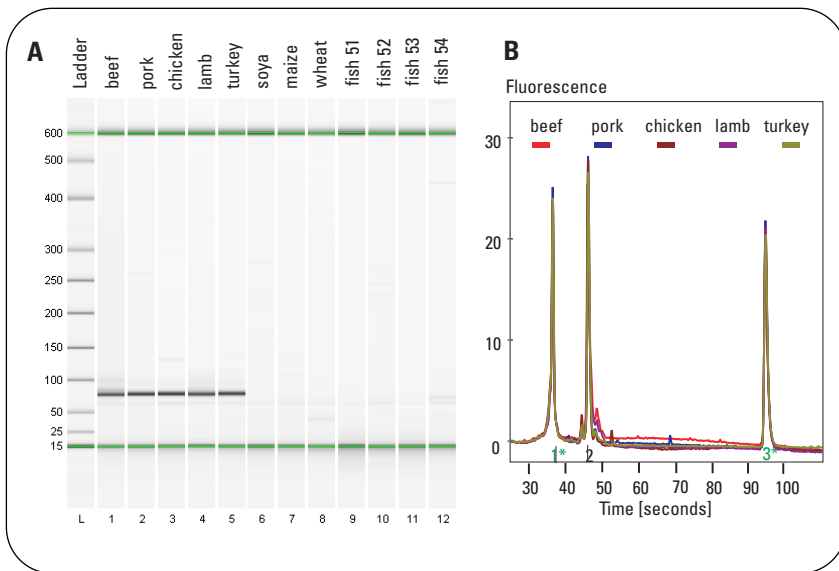 A
Ladder beef pork chicken lamb turkey soya maize wheat fish 51 fish 52 fish 53 fish 54
600
500
400
300
250
200
150
100
50
25
15
L 1 2 3 4 5 6 7 8 9 10 11 12
B
Fluorescence
beef pork chicken lamb turkey
30
20
10
0
1* 2 3*
30 40 50 60 70 80 90 100
Time [seconds]